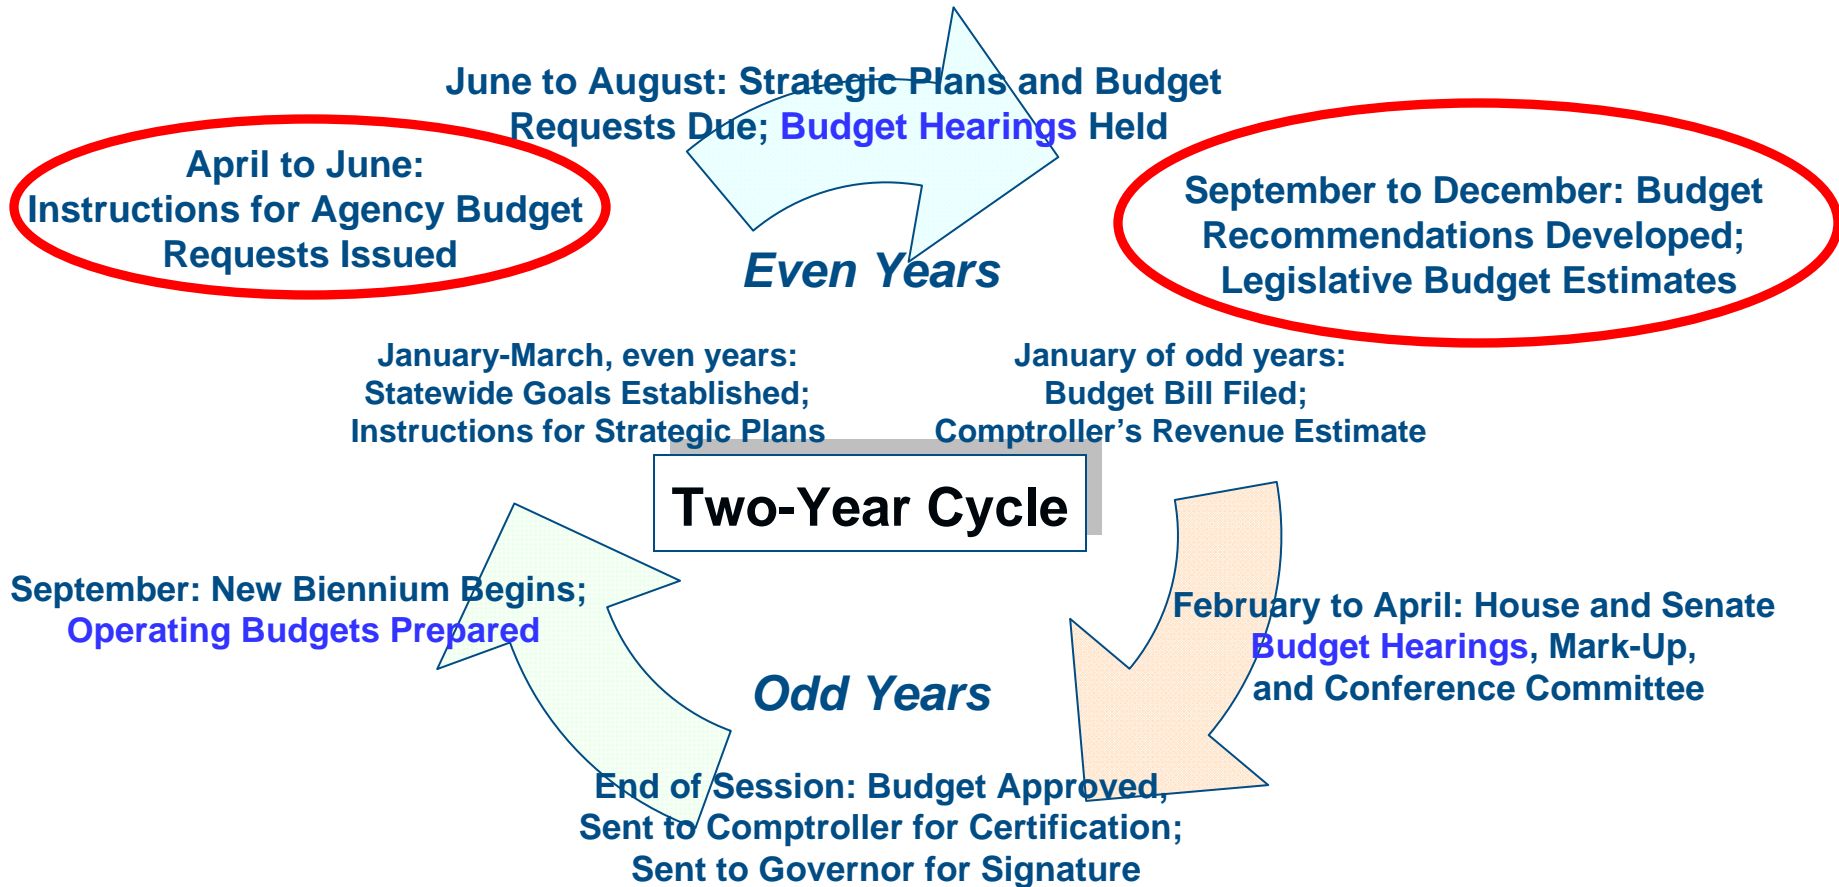 June to August: Strategic Plans and Budget
Requests Due; Budget Hearings Held
April to June:
Instructions for Agency Budget
Requests Issued
September to December: Budget
Recommendations Developed;
Legislative Budget Estimates
Even Years
January-March, even years:
Statewide Goals Established;
Instructions for Strategic Plans
January of odd years:
Budget Bill Filed;
Comptroller's Revenue Estimate
Two-Year Cycle
September: New Biennium Begins;
Operating Budgets Prepared
February to April: House and Senate
Budget Hearings, Mark-Up,
and Conference Committee
Odd Years
End of Session: Budget Approved,
Sent to Comptroller for Certification;
Sent to Governor for Signature